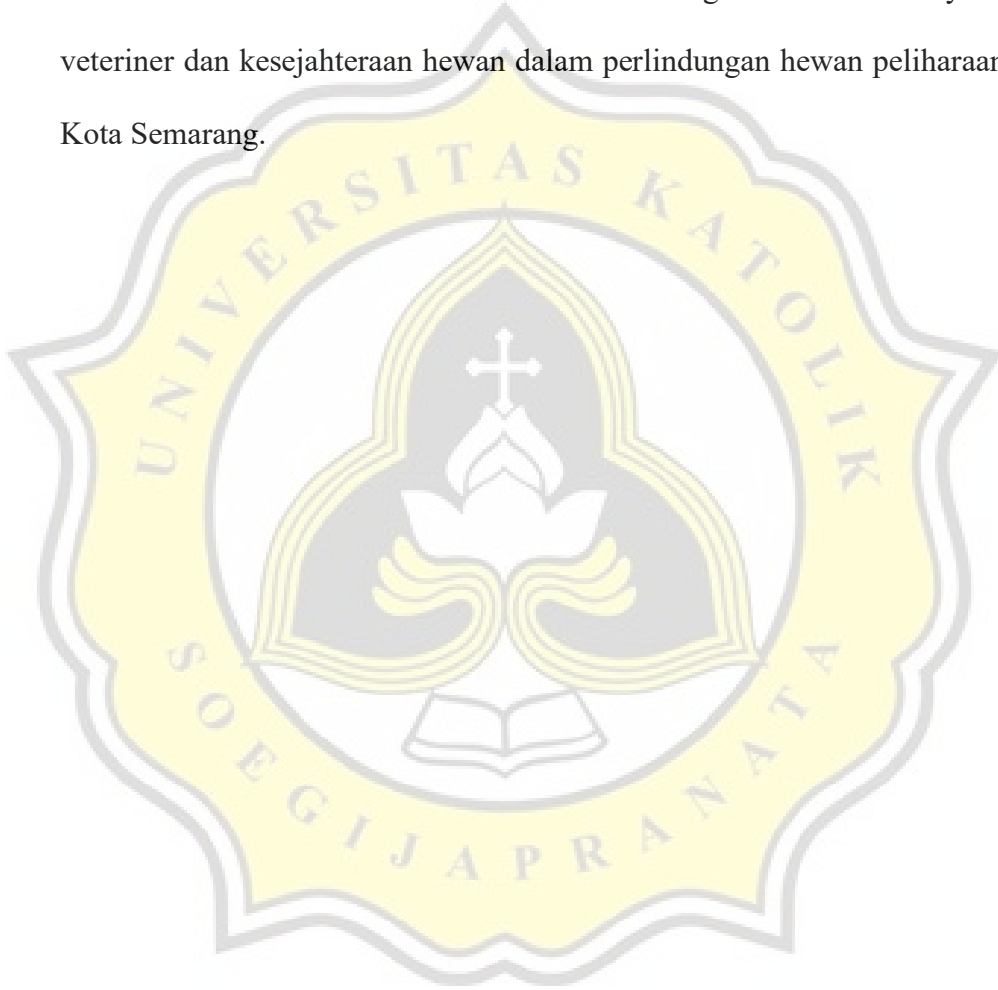 veteriner dan kesejahteraan hewan dalam perlindungan hewan peliharaan
Kota Semarang.
UNIVERSITAS KATOLIK
SOEGIJAPRANATA